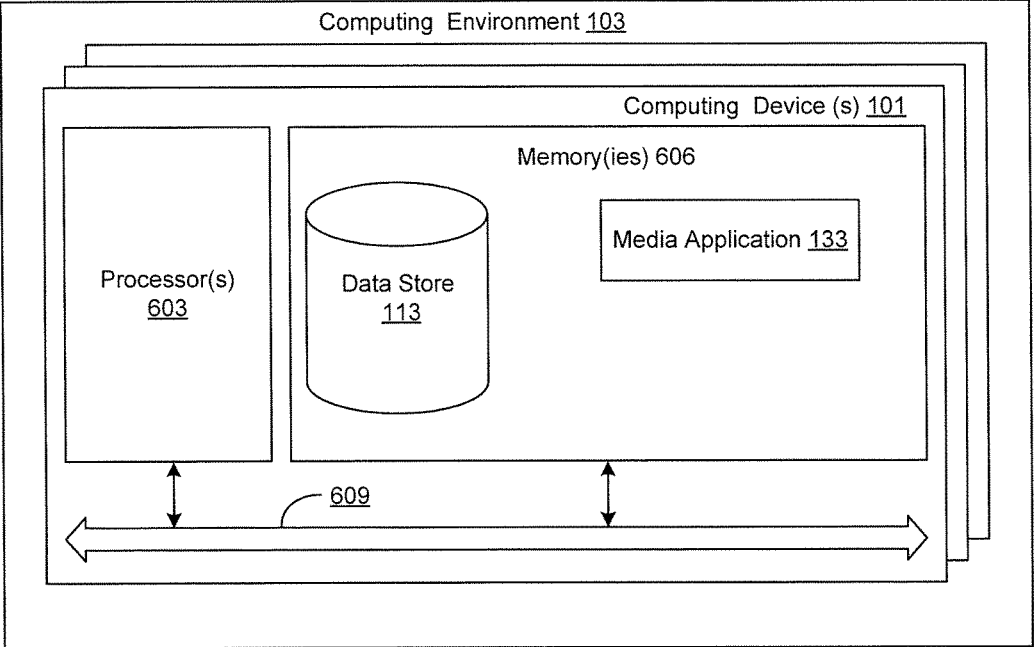 Computing Environment 103
Computing Device (s) 101
Memory(ies) 606
Media Application 133
Processor(s)
603
Data Store
113
609